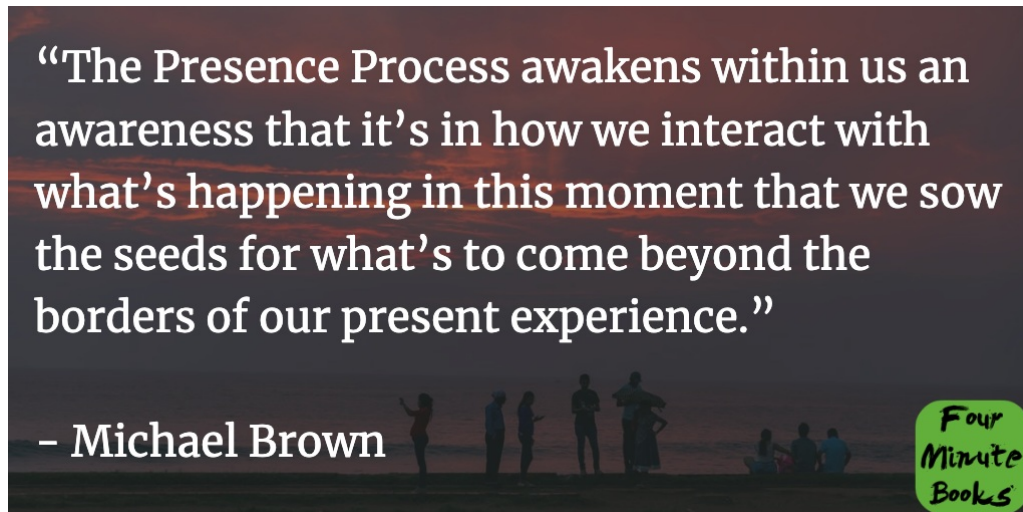 “The Presence Process awakens within us an
awareness that it’s in how we interact with
what’s happening in this moment that we sow
the seeds for what’s to come beyond the
borders of our present experience.”
– Michael Brown
Four
Minute
Books